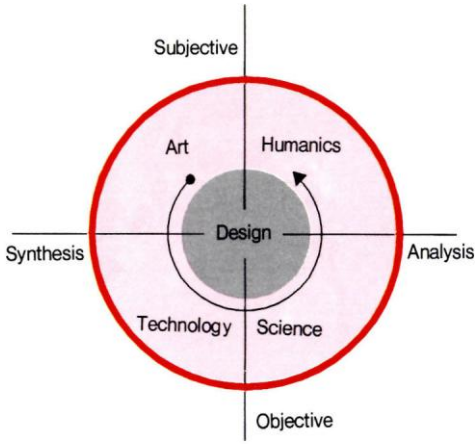 Subjective
Art
Humanics
Design
Synthesis
Analysis
Technology
Science
Objective